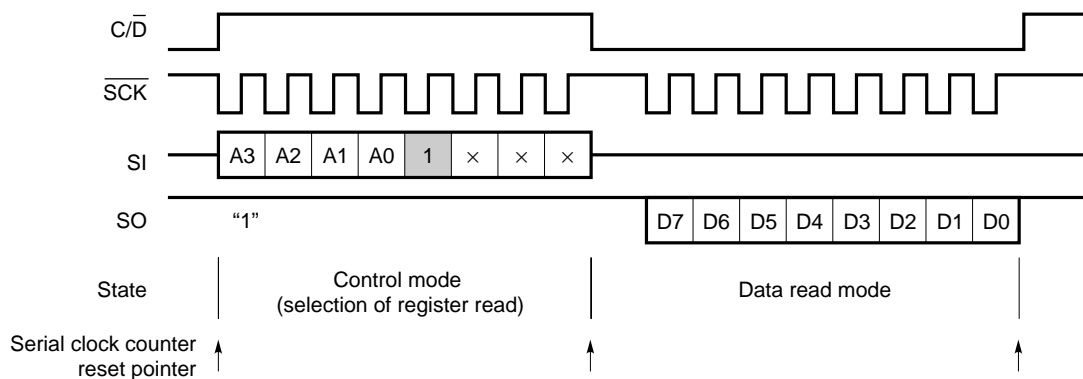 C/D̅
S̅C̅K̅
SI A3 A2 A1 A0 1 × × ×
SO “1” D7 D6 D5 D4 D3 D2 D1 D0
State Control mode (selection of register read) Data read mode
Serial clock counter
reset pointer